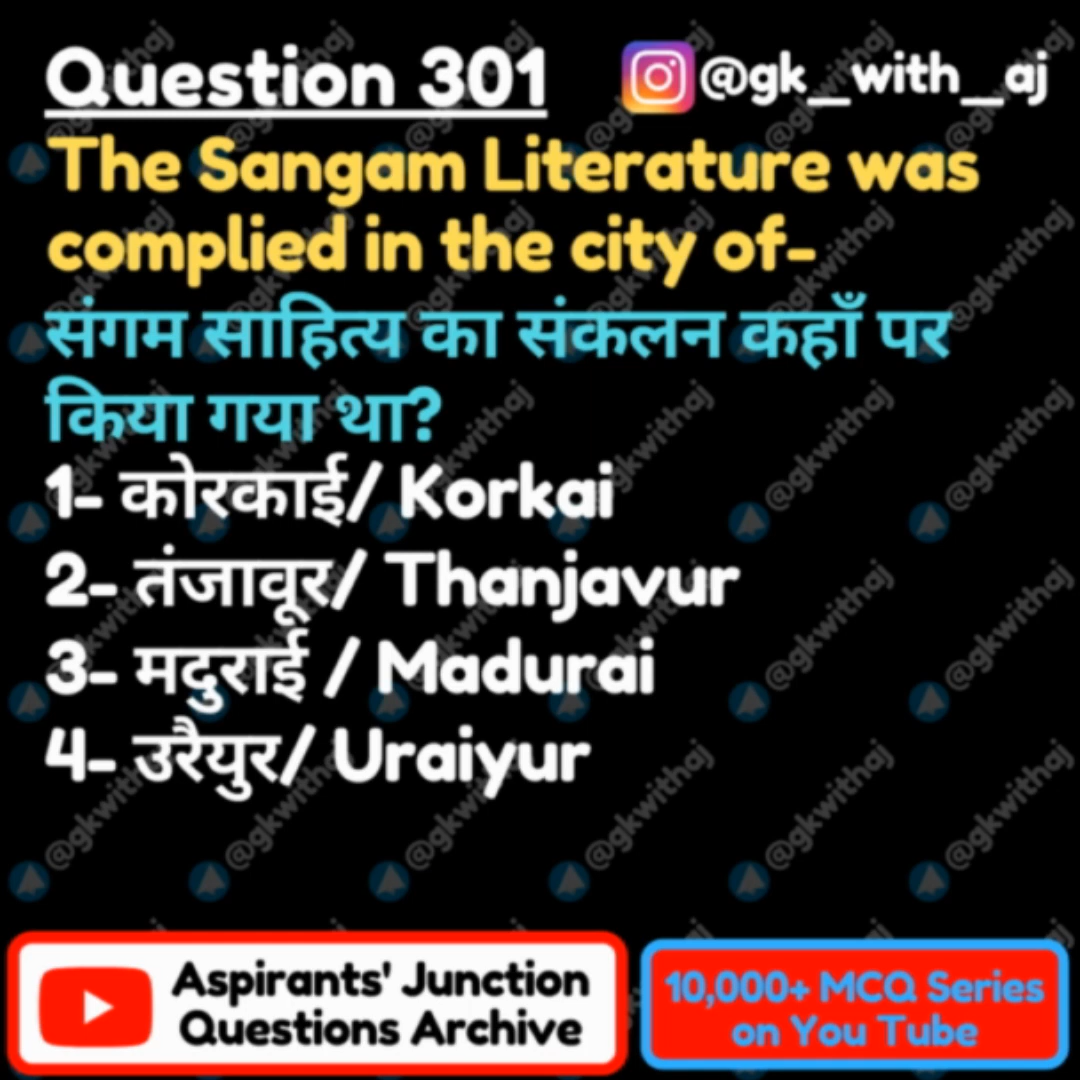 Question 301 @gk_with_aj
The Sangam Literature was
complied in the city of-
संगम साहित्य का संकलन कहाँ पर
किया गया था?
1- कोरकाई/ Korkai
2- तंजावूर/ Thanjavur
3- मदुराई / Madurai
4- उरैयुर/ Uraiyur
Aspirants' Junction
Questions Archive
10,000+ MCQ Series
on You Tube
@gkwithaj